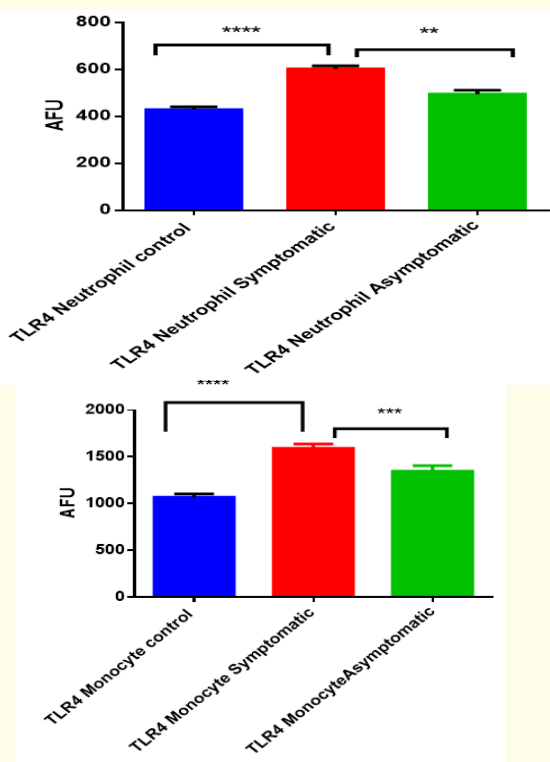 800
600
400
200
0
AFU
****
**
TLR4 Neutrophil control
TLR4 Neutrophil Symptomatic
TLR4 Neutrophil Asymptomatic
2000
1500
1000
500
0
AFU
****
***
TLR4 Monocyte control
TLR4 Monocyte Symptomatic
TLR4 MonocyteAsymptomatic